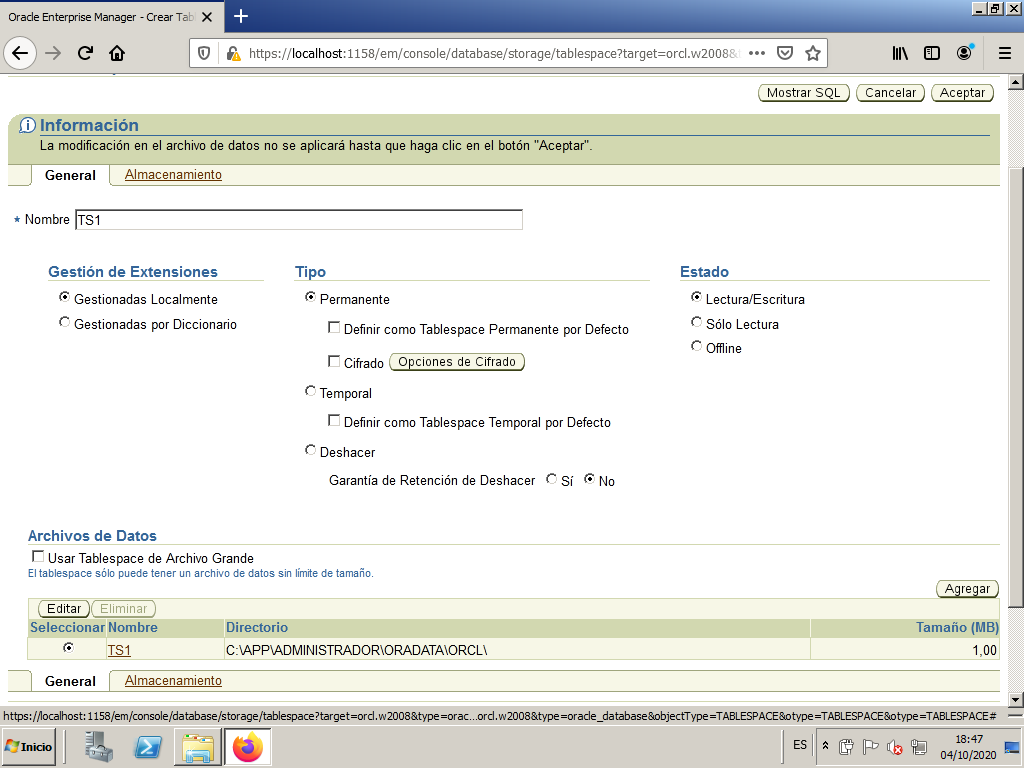 Oracle Enterprise Manager - Crear Tab
https://localhost:1158/em/console/database/storage/tablespace?target=orcl.w2008&
Mostrar SQL Cancelar Aceptar
Información
La modificación en el archivo de datos no se aplicará hasta que haga clic en el botón "Aceptar".
General Almacenamiento
* Nombre TS1
Gestión de Extensiones Tipo Estado
Gestionadas Localmente Permanente Lectura/Escritura
Gestionadas por Diccionario Definir como Tablespace Permanente por Defecto Sólo Lectura
Offline
Cifrado Opciones de Cifrado
Temporal
Definir como Tablespace Temporal por Defecto
Deshacer
Garantía de Retención de Deshacer Sí No
Archivos de Datos
Usar Tablespace de Archivo Grande
El tablespace sólo puede tener un archivo de datos sin límite de tamaño.
Agregar
Editar Eliminar
Seleccionar Nombre Directorio Tamaño (MB)
TS1 C:\APP\ADMINISTRADOR\ORADATA\ORCL\ 1,00
General Almacenamiento
https://localhost:1158/em/console/database/storage/tablespace?target=orcl.w2008&type=orac...orcl.w2008&type=oracle_database&objectType=TABLESPACE&otype=TABLESPACE&otype=TABLESPACE#
Inicio ES 18:47
04/10/2020